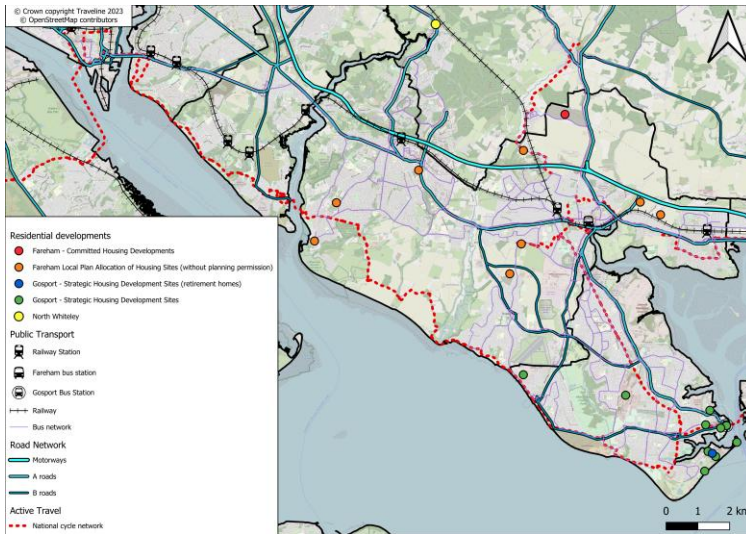 © Crown copyright Traveline 2023
© OpenStreetMap contributors
Residential developments
Fareham - Committed Housing Developments
Fareham Local Plan Allocation of Housing Sites (without planning permission)
Gosport - Strategic Housing Development Sites (retirement homes)
Gosport - Strategic Housing Development Sites
North Whiteley
Public Transport
Railway Station
Fareham bus station
Gosport Bus Station
Railway
Bus network
Road Network
Motorways
A roads
B roads
Active Travel
National cycle network
0 1 2 km